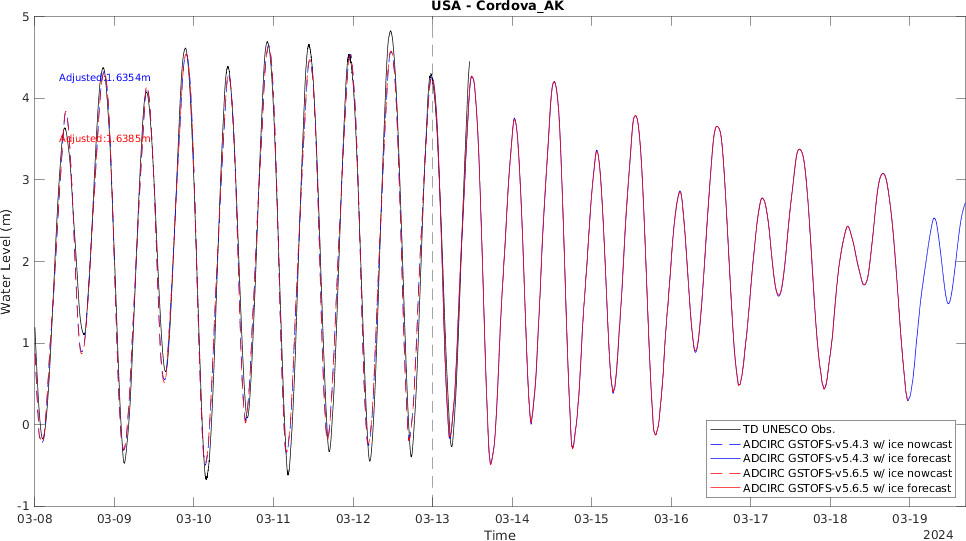 USA - Cordova_AK
5
4
3
2
1
0
-1
Water Level (m)
Adjusted:1.6354m
Adjusted:1.6385m
TD UNESCO Obs.
ADCIRC GSTOFS-v5.4.3 w/ ice nowcast
ADCIRC GSTOFS-v5.4.3 w/ ice forecast
ADCIRC GSTOFS-v5.6.5 w/ ice nowcast
ADCIRC GSTOFS-v5.6.5 w/ ice forecast
03-08 03-09 03-10 03-11 03-12 03-13 03-14 03-15 03-16 03-17 03-18 03-19
Time
2024